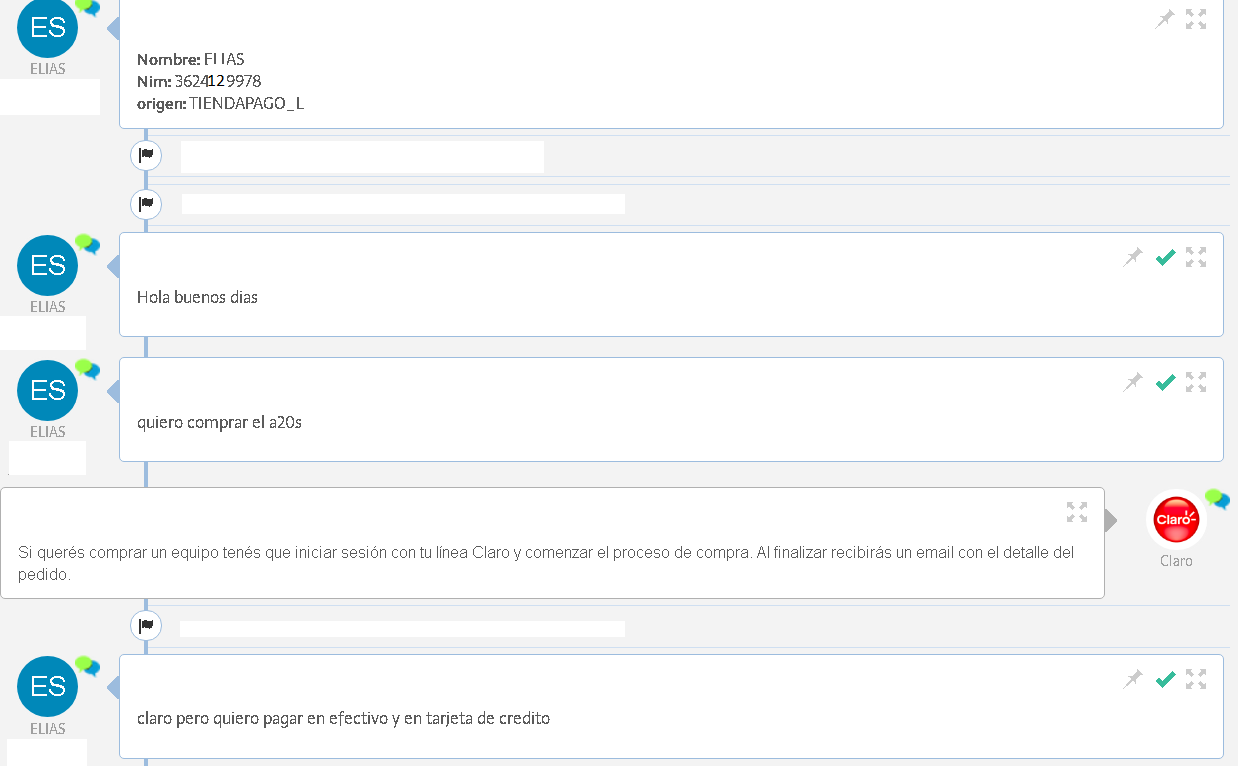 ES
ELIAS
Nombre: ELIAS
Nim: 3624129978
origen: TIENDAPAGO_L
ES
ELIAS
Hola buenos dias
ES
ELIAS
quiero comprar el a20s
Si querés comprar un equipo tenés que iniciar sesión con tu línea Claro y comenzar el proceso de compra. Al finalizar recibirás un email con el detalle del
pedido.
Claro
Claro
ES
ELIAS
claro pero quiero pagar en efectivo y en tarjeta de credito